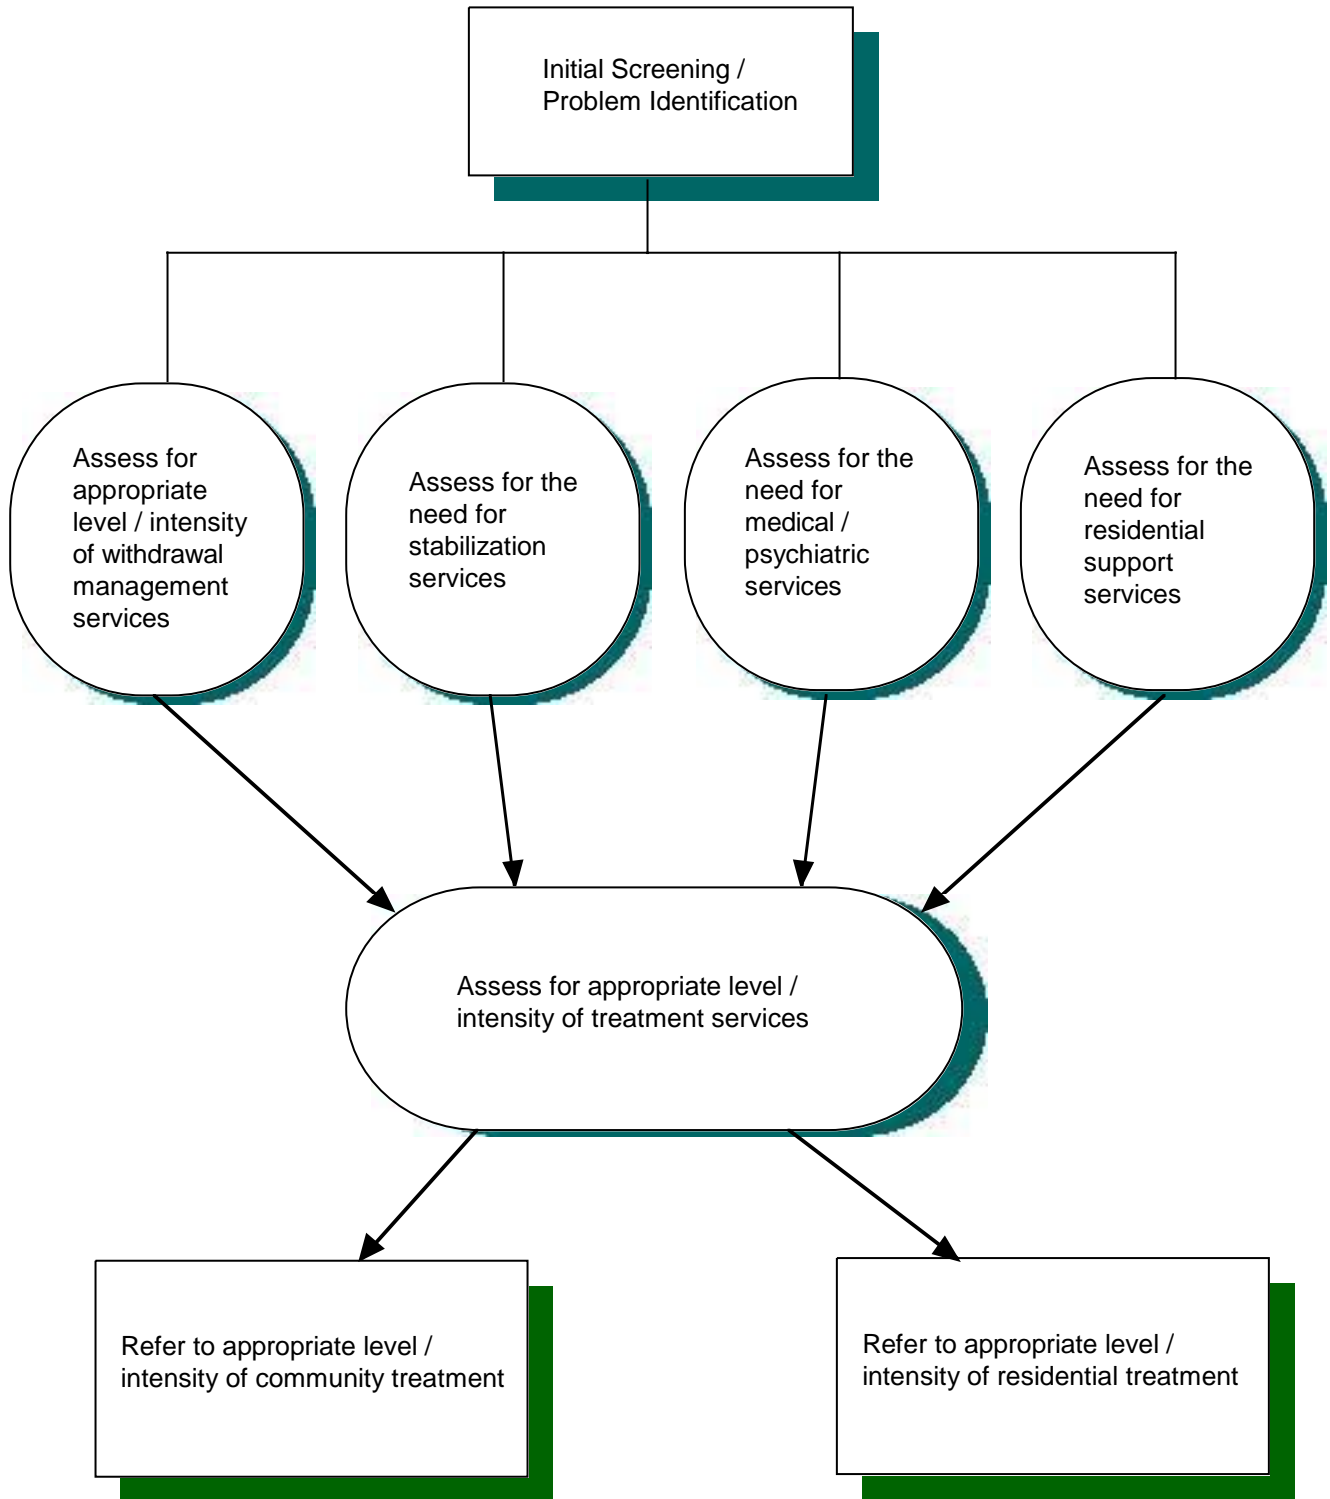 Initial Screening /
Problem Identification
Assess for
appropriate
level / intensity
of withdrawal
management
services
Assess for the
need for
stabilization
services
Assess for the
need for
medical /
psychiatric
services
Assess for the
need for
residential
support
services
Assess for appropriate level /
intensity of treatment services
Refer to appropriate level /
intensity of community treatment
Refer to appropriate level /
intensity of residential treatment